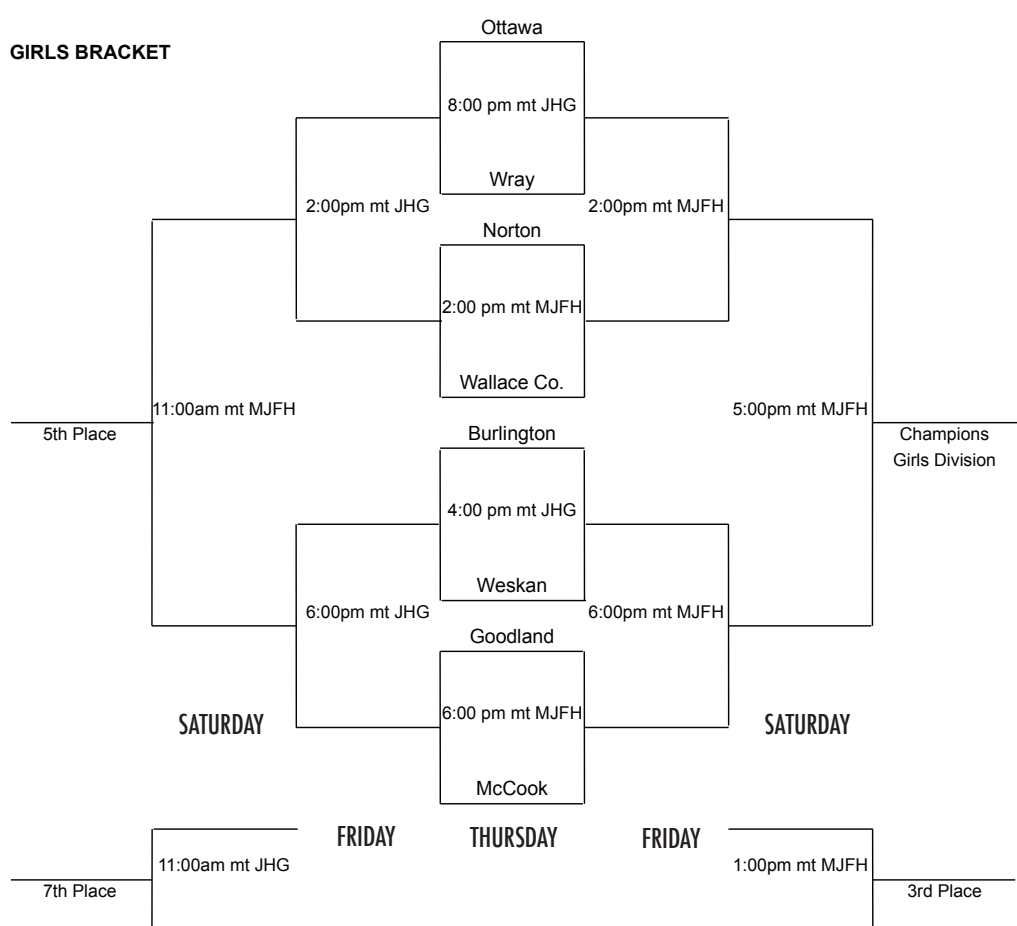 Ottawa
GIRLS BRACKET
8:00 pm mt JHG
Wray
2:00pm mt JHG
2:00pm mt MJFH
Norton
2:00 pm mt MJFH
Wallace Co.
11:00am mt MJFH
5:00pm mt MJFH
5th Place
Burlington
Champions
Girls Division
4:00 pm mt JHG
Weskan
6:00pm mt JHG
6:00pm mt MJFH
Goodland
6:00 pm mt MJFH
SATURDAY
SATURDAY
McCook
FRIDAY
THURSDAY
FRIDAY
11:00am mt JHG
1:00pm mt MJFH
7th Place
3rd Place